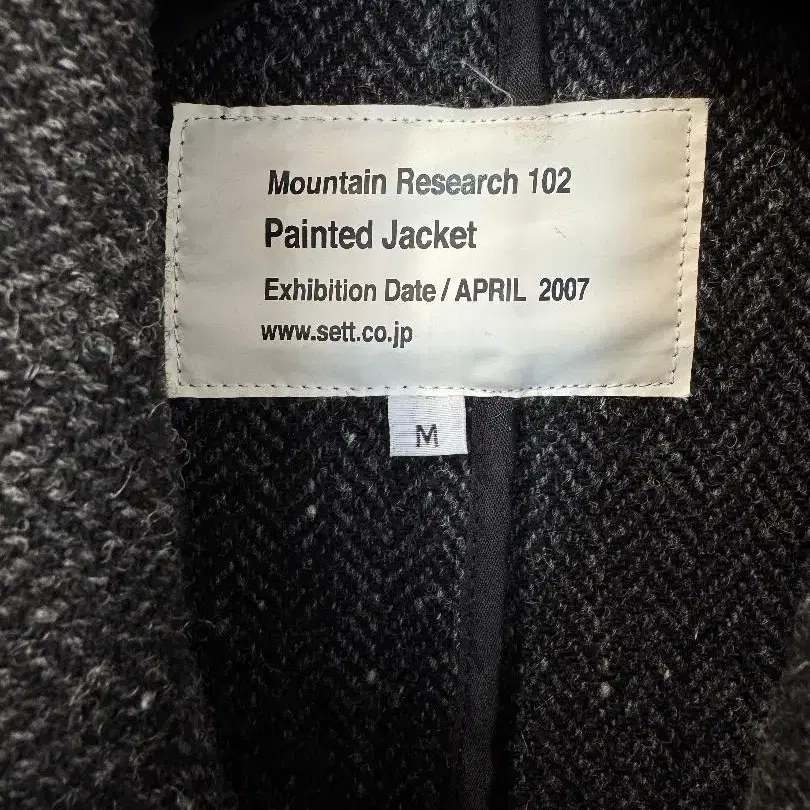 Mountain Research 102
Painted Jacket
Exhibition Date / APRIL 2007
www.sett.co.jp
M